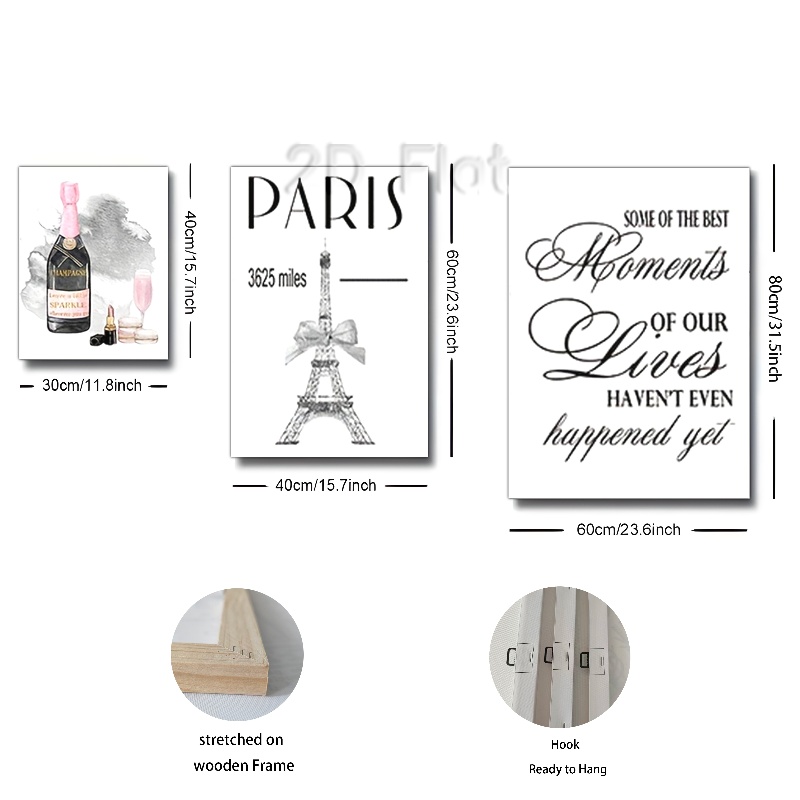 2D Flat
CHAMPAGNE
SPARKLE
40cm/15.7inch
30cm/11.8inch
PARIS
3625 miles
60cm/23.6inch
40cm/15.7inch
SOME OF THE BEST
Moments
OF OUR
Lives
HAVEN'T EVEN
happened yet
80cm/31.5inch
60cm/23.6inch
stretched on
wooden Frame
Hook
Ready to Hang